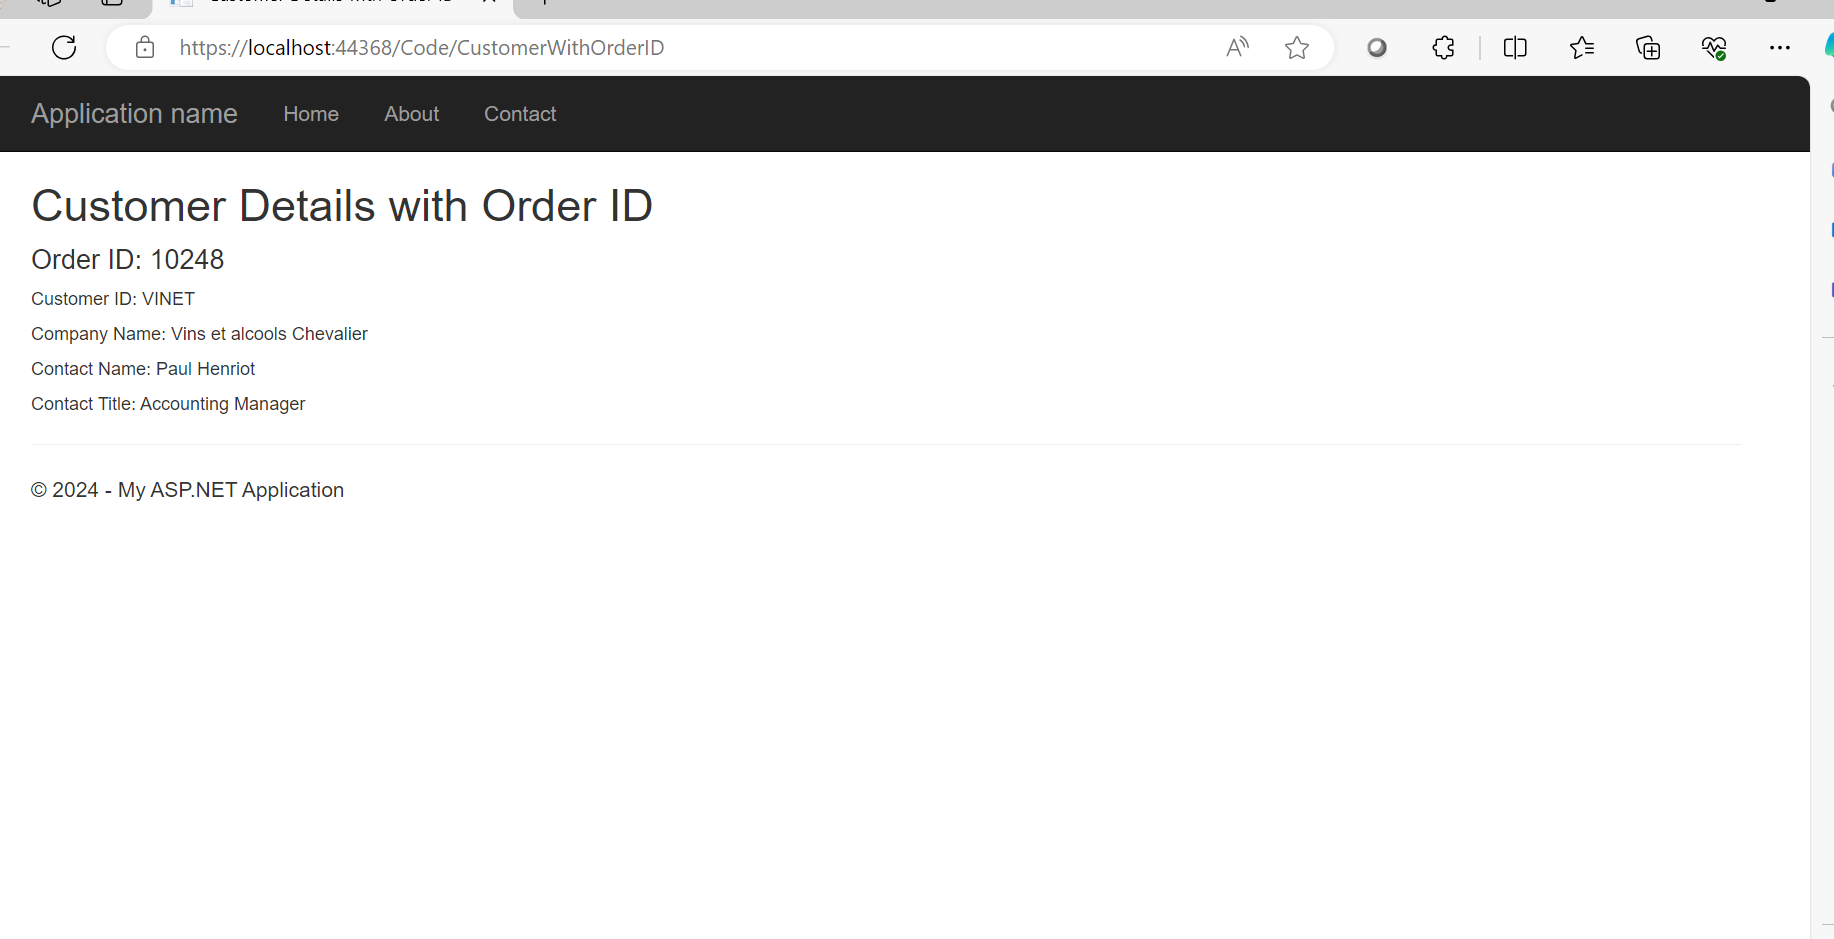 https://localhost:44368/Code/CustomerWithOrderID
Application name Home About Contact
Customer Details with Order ID
Order ID: 10248
Customer ID: VINET
Company Name: Vins et alcools Chevalier
Contact Name: Paul Henriot
Contact Title: Accounting Manager
© 2024 - My ASP.NET Application